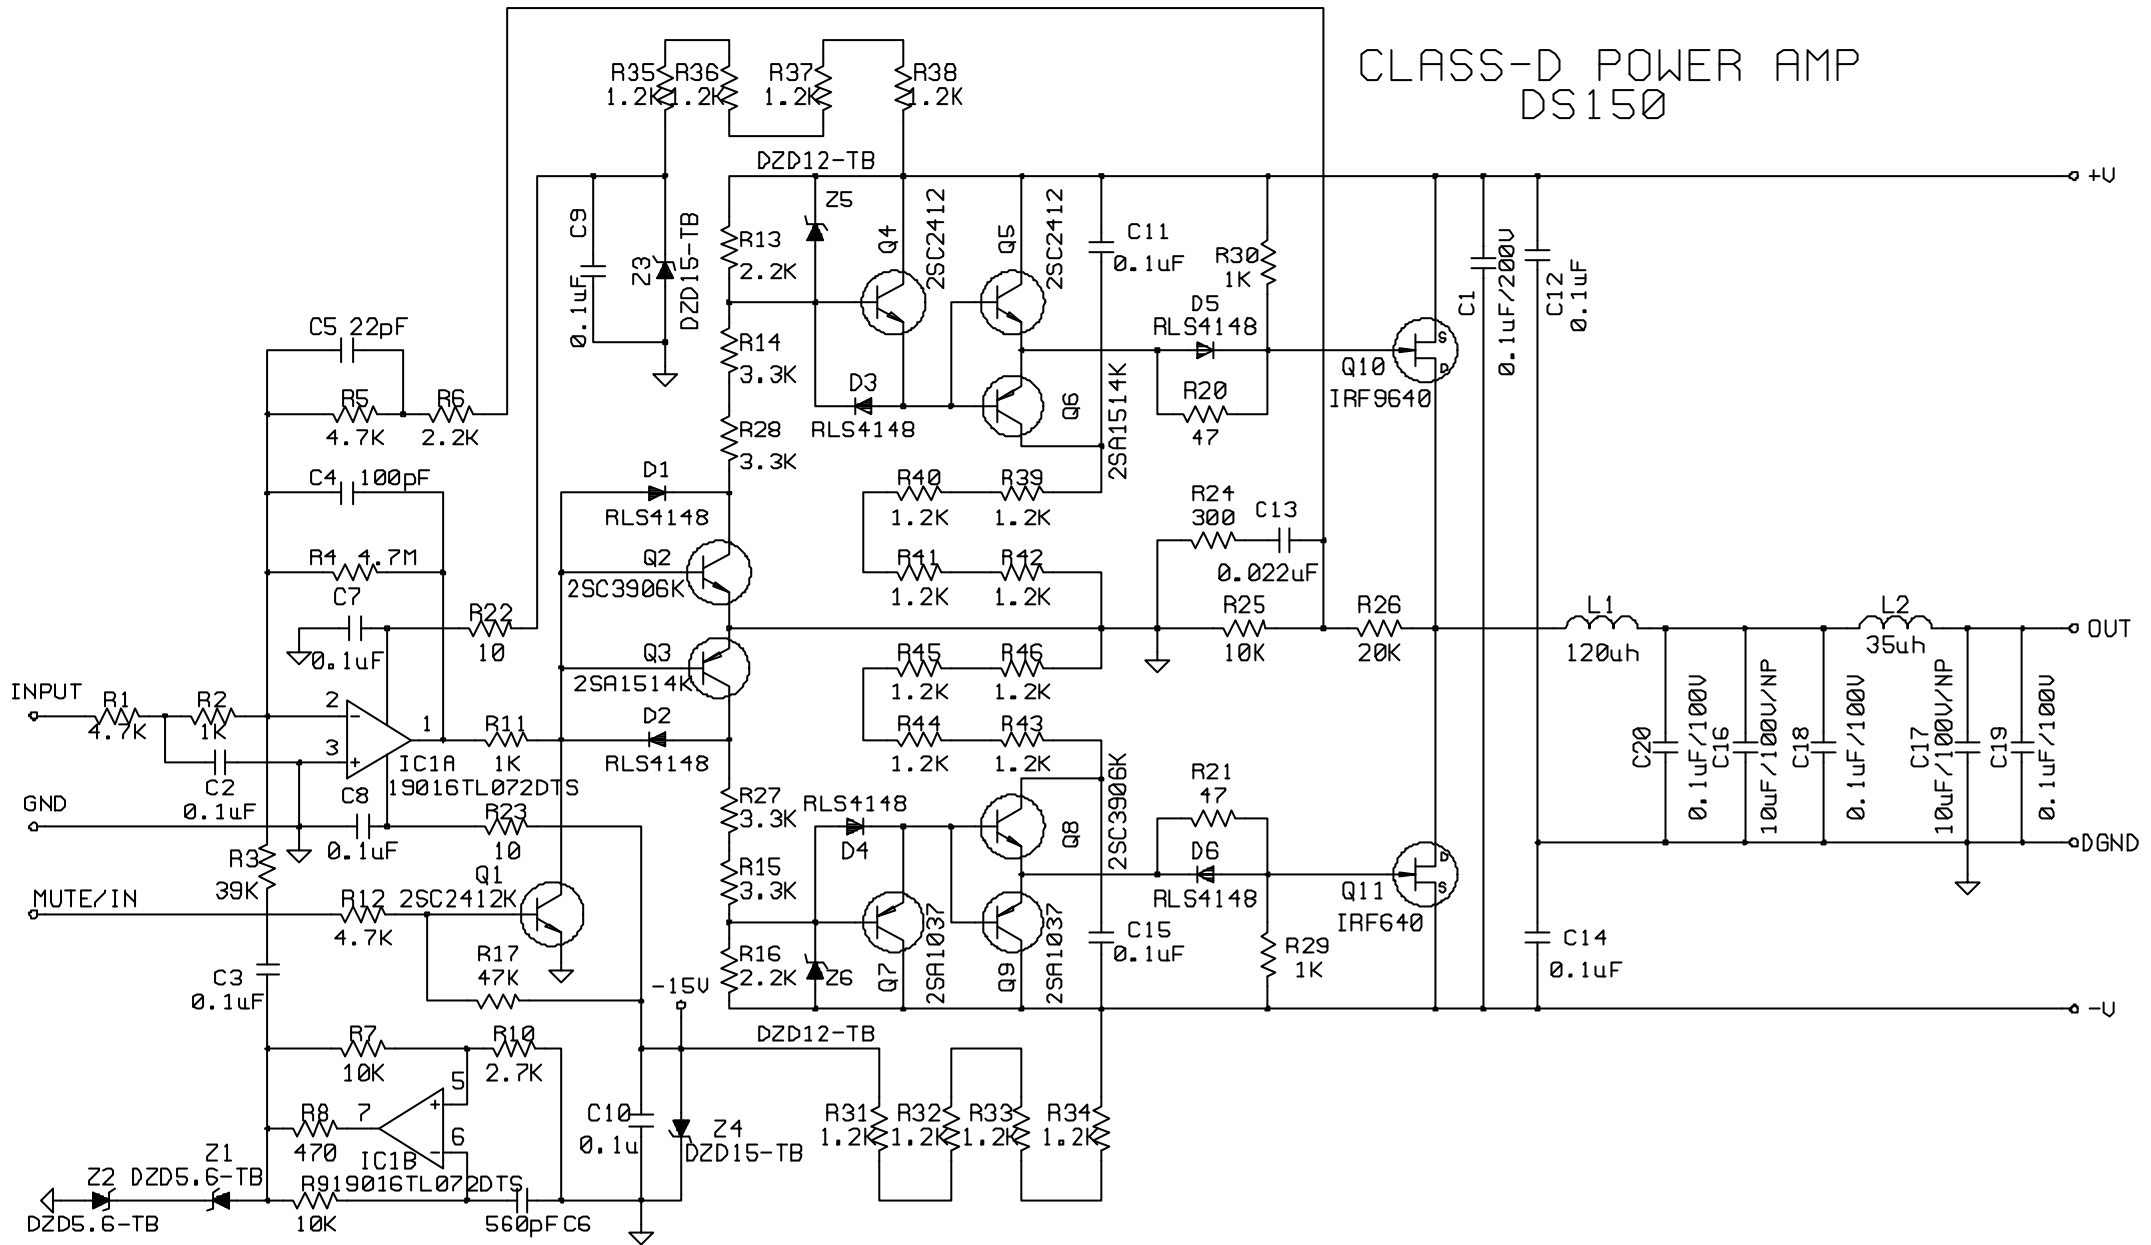 CLASS-D POWER AMP
DS150
R35
1.2K
R36
1.2K
R37
1.2K
R38
1.2K
DZD12-TB
+V
Z5
C9
0.1uF
Z3
DZD15-TB
R13
2.2K
Q4
2SC2412
Q5
2SC2412
C11
0.1uF
R30
1K
C1
0.1uF/200V
C12
0.1uF
D5
RLS4148
R14
3.3K
D3
RLS4148
Q6
2SA1514K
R20
47
Q10
IRF9640
S
D
C5 22pF
R5
4.7K
R6
2.2K
R28
3.3K
C4 100pF
D1
RLS4148
R40
1.2K
R39
1.2K
R24
300
C13
0.022uF
R4 4.7M
Q2
2SC3906K
R41
1.2K
R42
1.2K
C7
0.1uF
R22
10
R25
10K
R26
20K
L1
120uh
L2
35uh
OUT
Q3
2SA1514K
R45
1.2K
R46
1.2K
INPUT
R1
4.7K
R2
1K
2
3
1
IC1A
19016TL072DTS
R11
1K
D2
RLS4148
R44
1.2K
R43
1.2K
C20
0.1uF/100V
C16
10uF/100V/NP
C18
0.1uF/100V
C17
10uF/100V/NP
C19
0.1uF/100V
C2
0.1uF
C8
0.1uF
R23
10
R27
3.3K
RLS4148
D4
Q8
2SC3906K
R21
47
D6
RLS4148
GND
DGND
R3
39K
R15
3.3K
Q11
IRF640
D
S
MUTE/IN
R12
4.7K
Q1
2SC2412K
R17
47K
R16
2.2K
Z6
Q7
2SA1037
Q9
2SA1037
C15
0.1uF
R29
1K
C14
0.1uF
C3
0.1uF
-15V
-V
DZD12-TB
R7
10K
R10
2.7K
5
6
7
R8
470
IC1B
19016TL072DTS
C10
0.1u
Z4
DZD15-TB
R31
1.2K
R32
1.2K
R33
1.2K
R34
1.2K
Z2
DZD5.6-TB
Z1
DZD5.6-TB
R9
10K
560pF C6